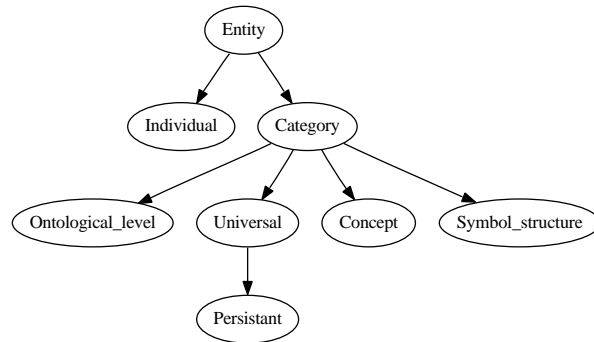 Entity
Individual
Category
Ontological_level
Universal
Concept
Symbol_structure
Persistant